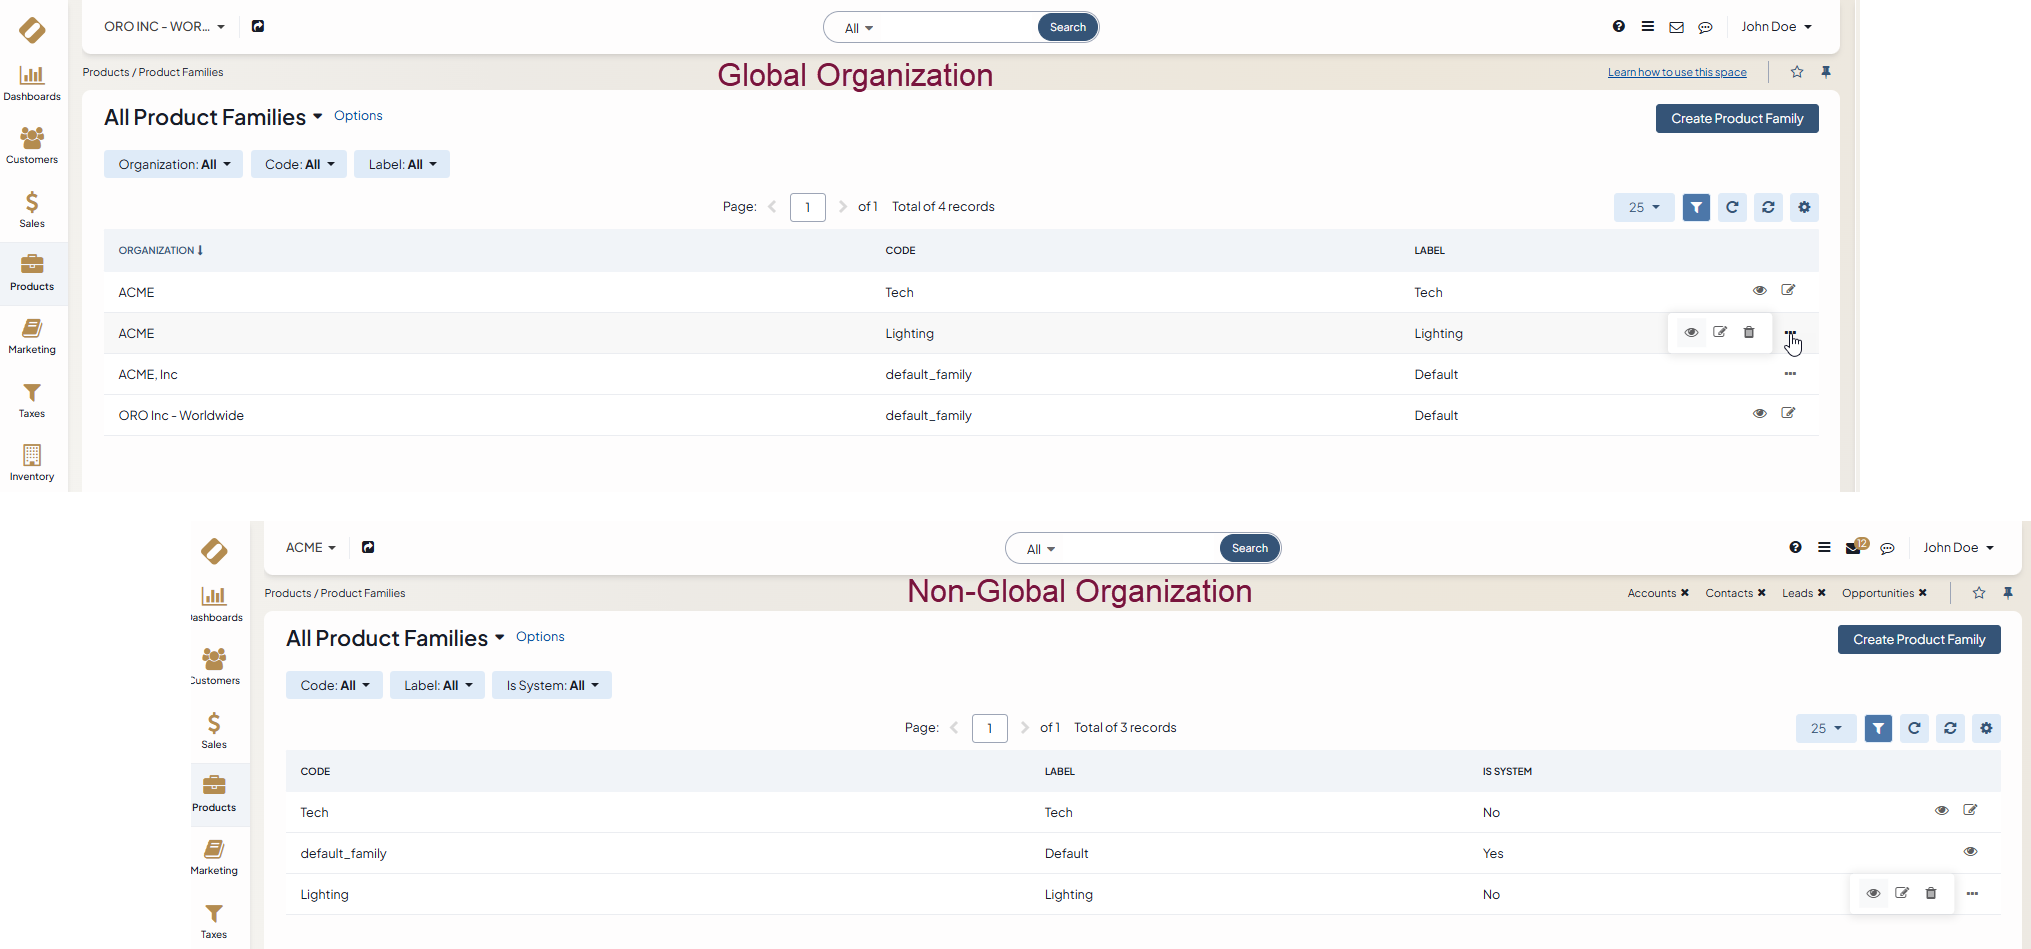 ORO INC - WOR...
All
Search
John Doe
Products / Product Families
Global Organization
Learn how to use this space
Dashboards
Customers
Sales
Products
Marketing
Taxes
Inventory
All Product Families
Options
Create Product Family
Organization: All
Code: All
Label: All
Page: 1 of 1 Total of 4 records
25
ORGANIZATION CODE LABEL
ACME Tech Tech
ACME Lighting Lighting
ACME, Inc default_family Default
ORO Inc - Worldwide default_family Default
ACME
All
Search
12
John Doe
Products / Product Families
Non-Global Organization
Accounts Contacts Leads Opportunities
ashboards
ustomers
Sales
Products
Marketing
Taxes
All Product Families
Options
Create Product Family
Code: All
Label: All
Is System: All
Page: 1 of 1 Total of 3 records
25
CODE LABEL IS SYSTEM
Tech Tech No
default_family Default Yes
Lighting Lighting No